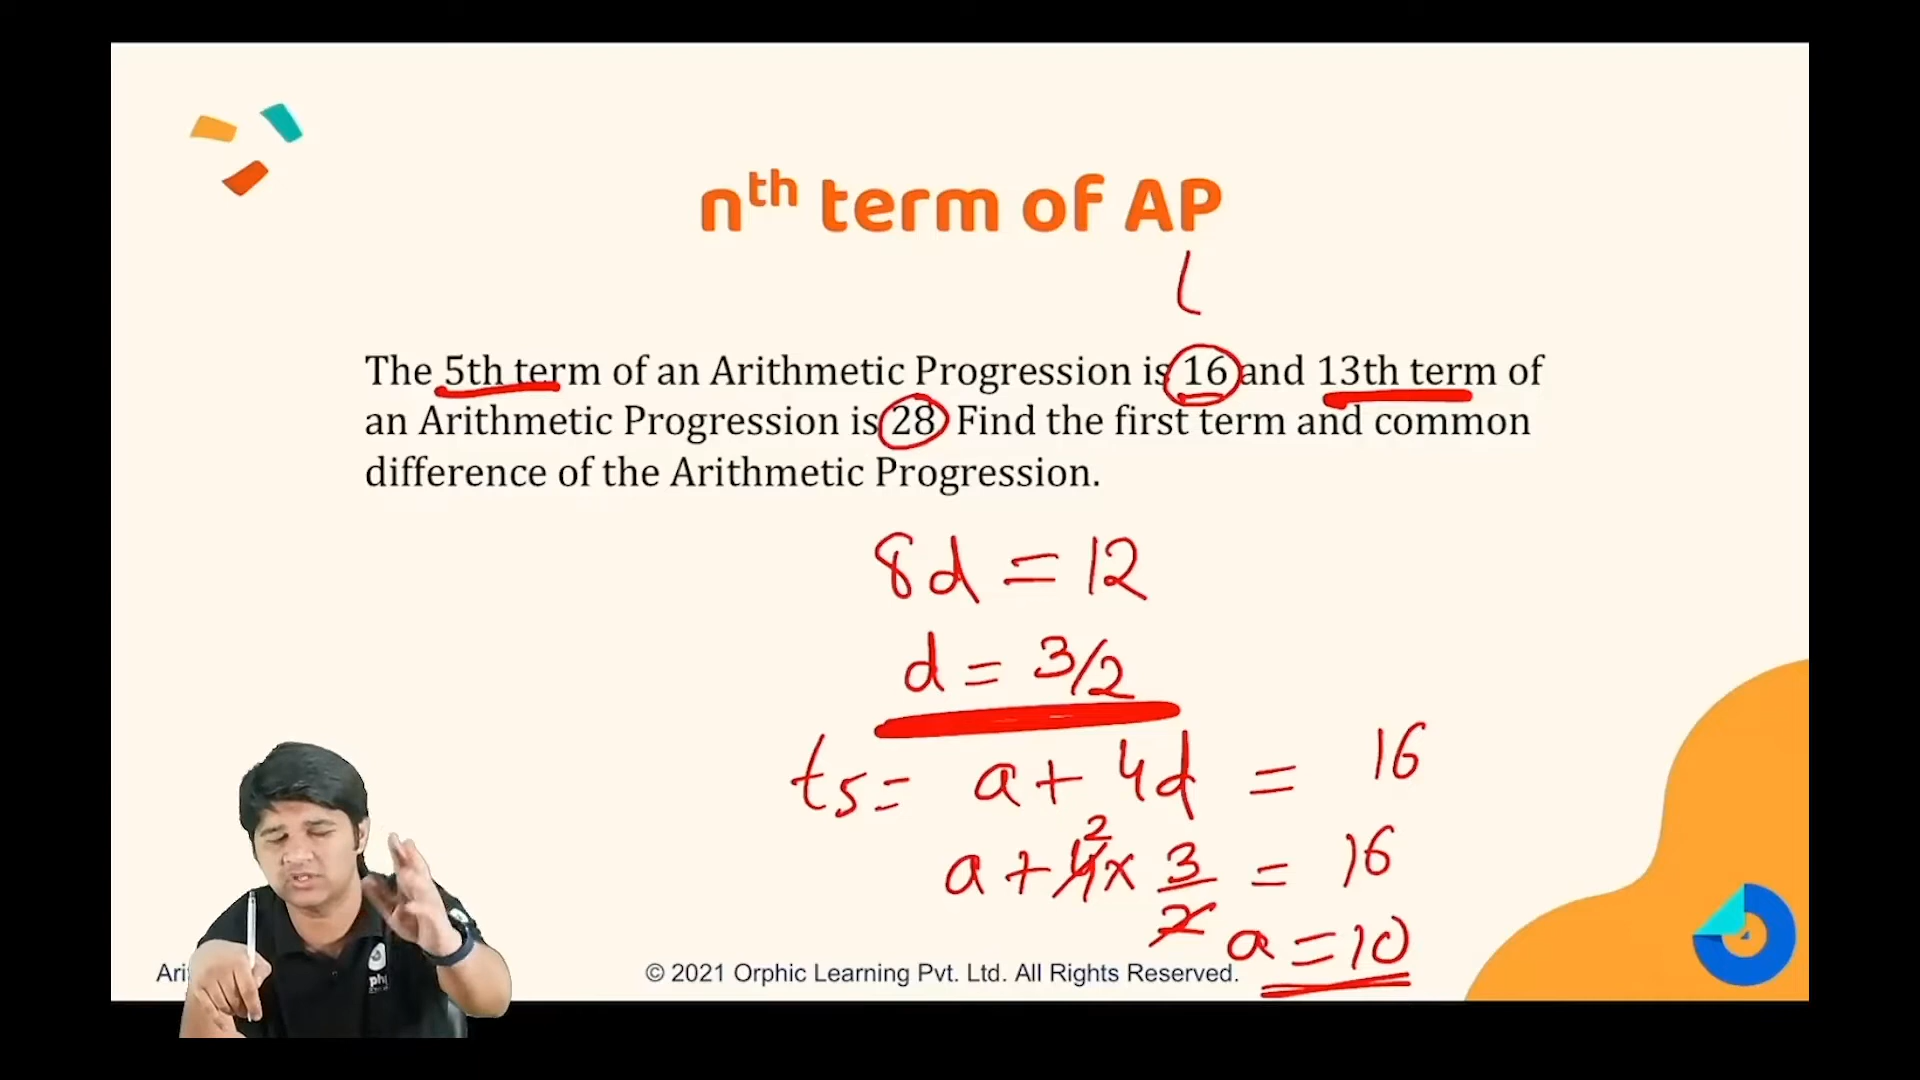 nth term of AP
The 5th term of an Arithmetic Progression is 16 and 13th term of
an Arithmetic Progression is 28 Find the first term and common
difference of the Arithmetic Progression.
8d = 12
d = 3/2
t5 = a + 4d = 16
a + 4 2 x 3/2 = 16
a = 10
Ari
© 2021 Orphic Learning Pvt. Ltd. All Rights Reserved.